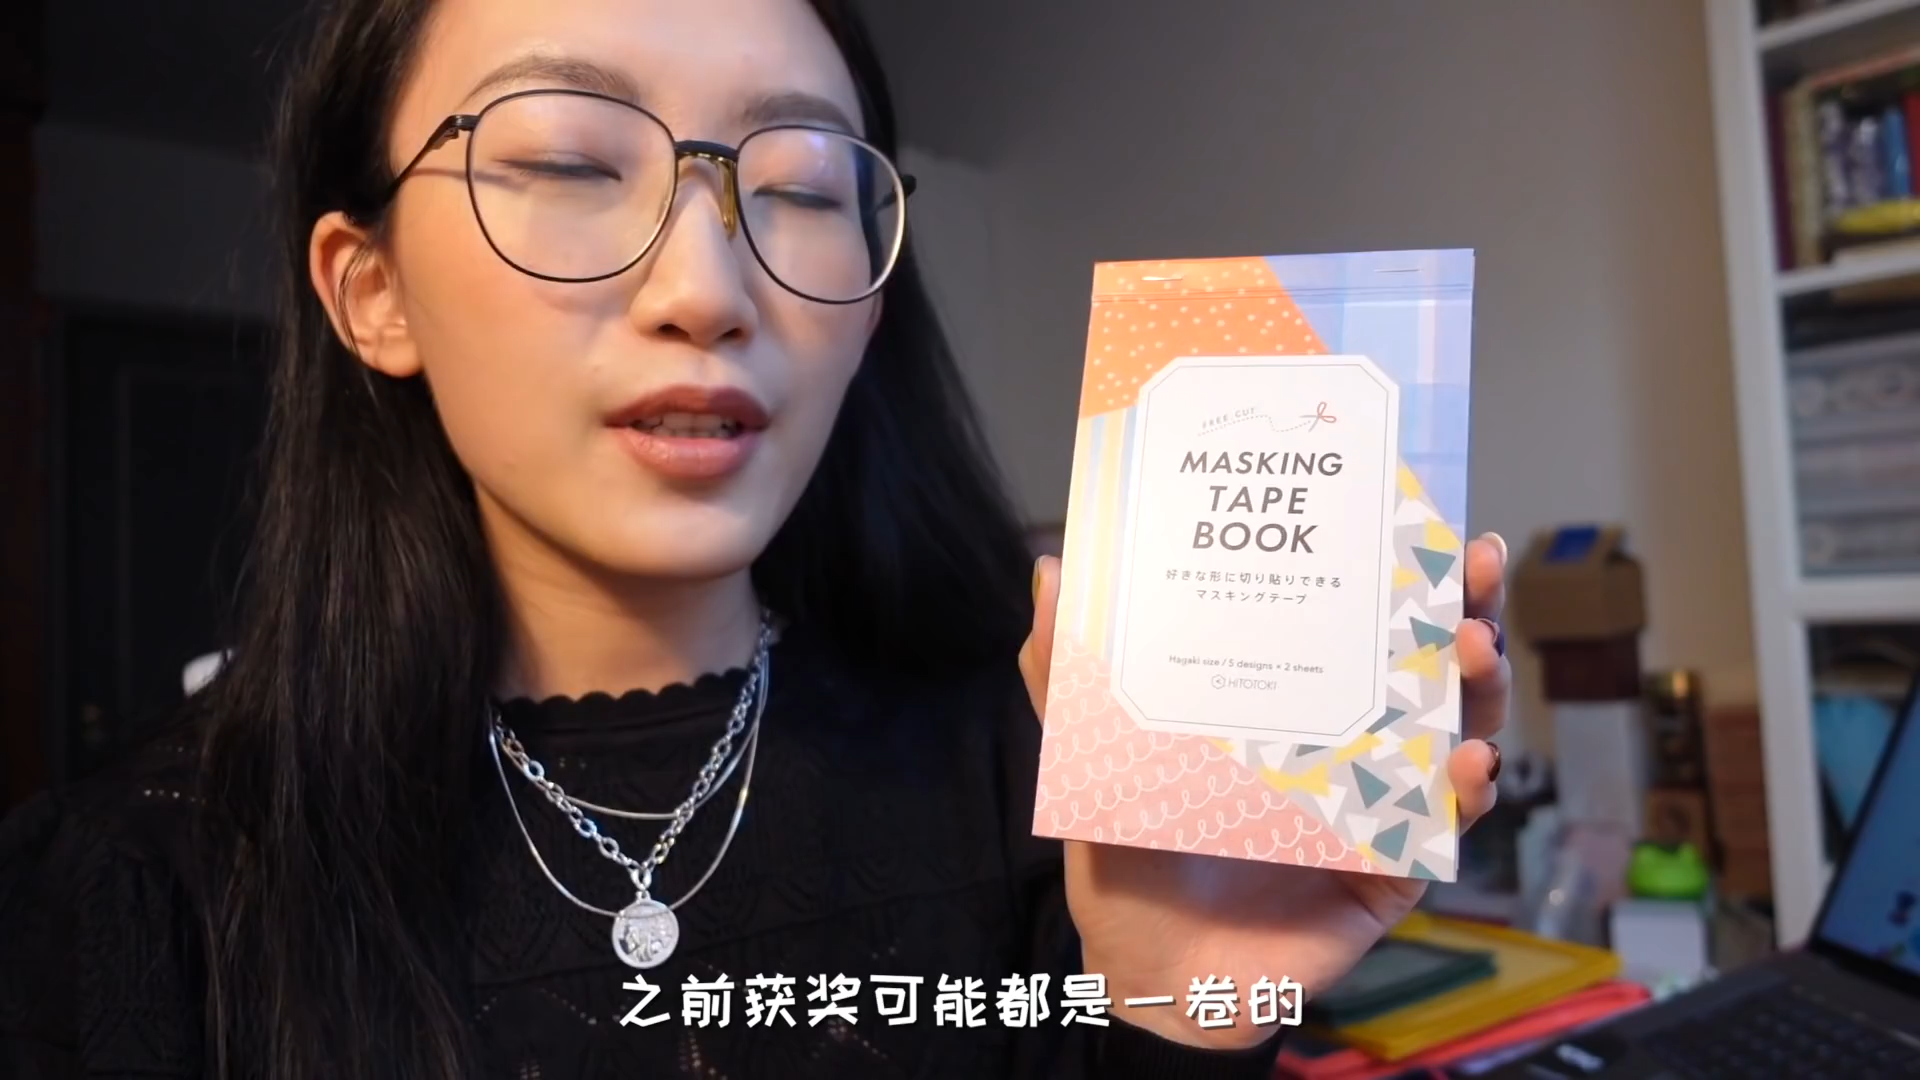 FREE CUT
MASKING
TAPE
BOOK
好きな形に切り貼りできる
マスキングテープ
Hagaki size / 5 designs × 2 sheets
HITOTOKI
之前获奖可能都是一卷的